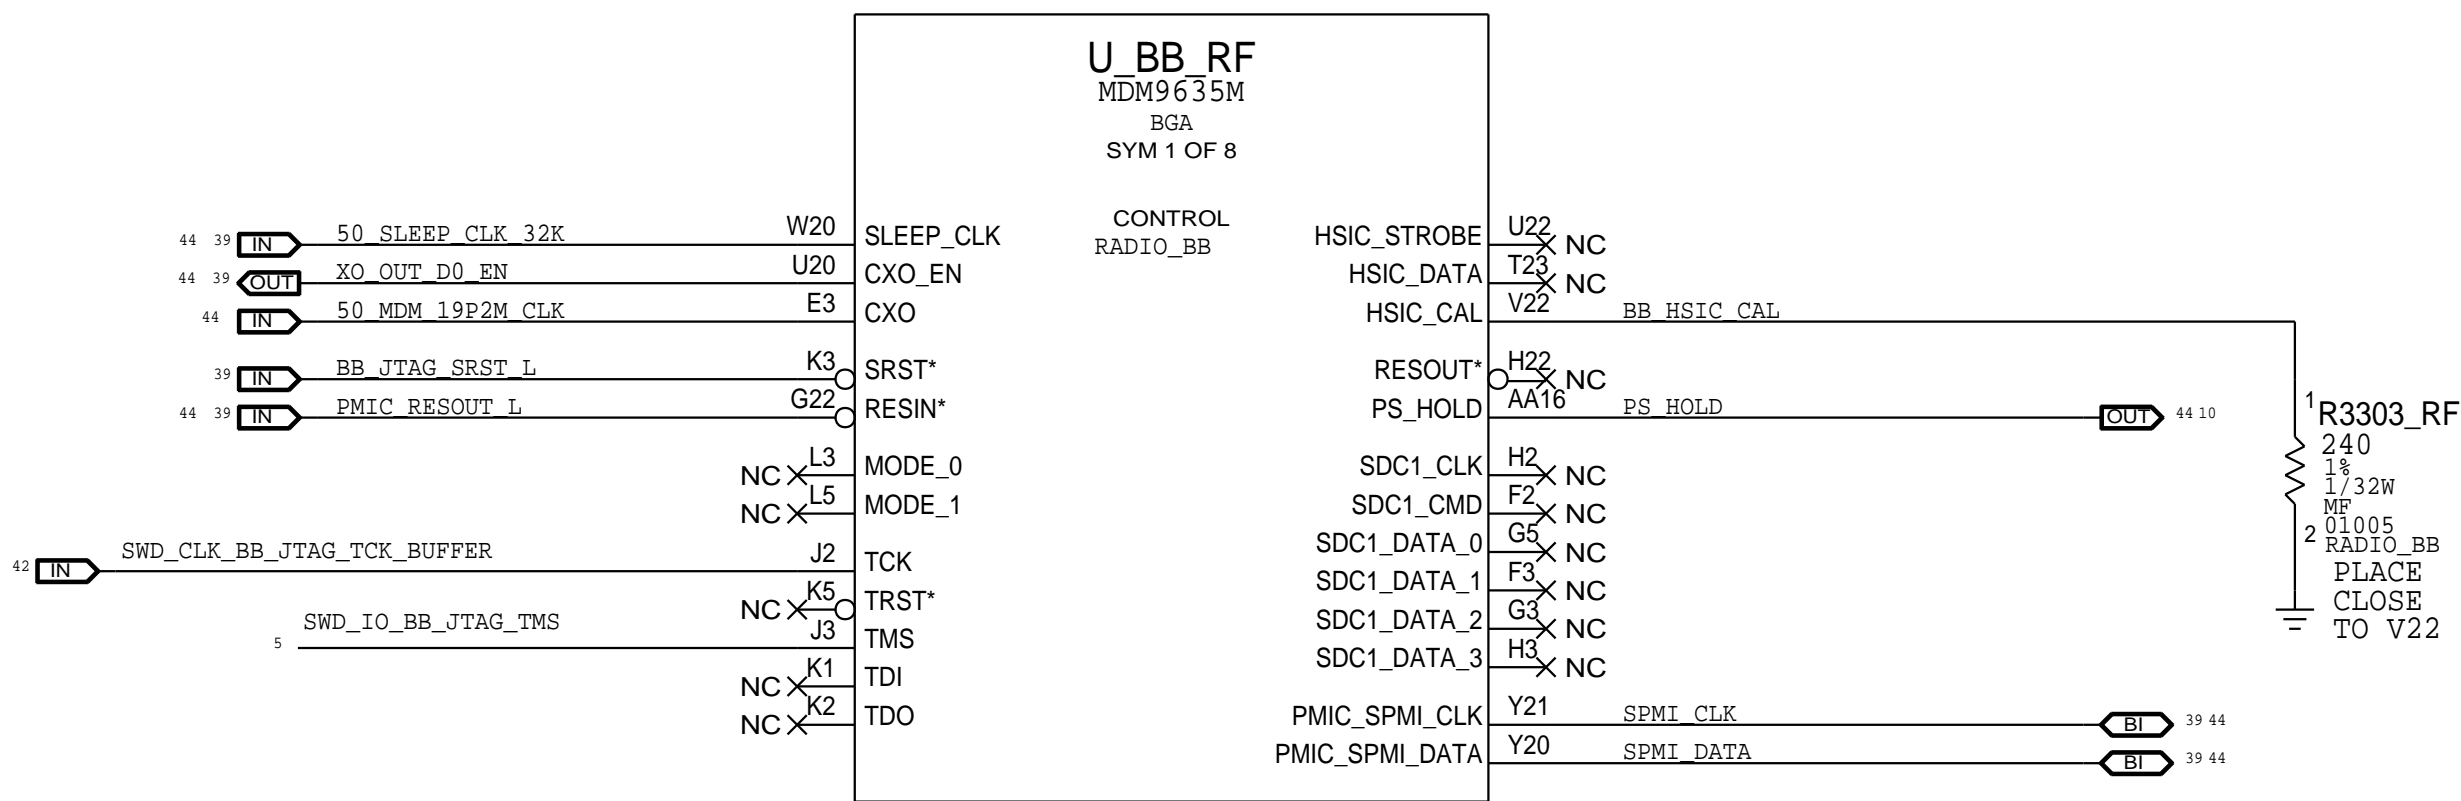 U_BB_RF
MDM9635M
BGA
SYM 1 OF 8
CONTROL
RADIO_BB
44 39 IN 50_SLEEP_CLK_32K W20 SLEEP_CLK
44 39 OUT XO_OUT_D0_EN U20 CXO_EN
44 IN 50_MDM_19P2M_CLK E3 CXO
39 IN BB_JTAG_SRST_L K3 SRST*
44 39 IN PMIC_RESOUT_L G22 RESIN*
NC L3 MODE_0
NC L5 MODE_1
42 IN SWD_CLK_BB_JTAG_TCK_BUFFER J2 TCK
NC K5 TRST*
5 SWD_IO_BB_JTAG_TMS J3 TMS
NC K1 TDI
NC K2 TDO
HSIC_STROBE U22 NC
HSIC_DATA T23 NC
HSIC_CAL V22 BB_HSIC_CAL
RESOUT* H22 NC
PS_HOLD AA16 PS_HOLD OUT 44 10
SDC1_CLK H2 NC
SDC1_CMD F2 NC
SDC1_DATA_0 G5 NC
SDC1_DATA_1 F3 NC
SDC1_DATA_2 G3 NC
SDC1_DATA_3 H3 NC
PMIC_SPMI_CLK Y21 SPMI_CLK BI 39 44
PMIC_SPMI_DATA Y20 SPMI_DATA BI 39 44
1 R3303_RF
240
1%
1/32W
MF
2 01005
RADIO_BB
PLACE
CLOSE
TO V22